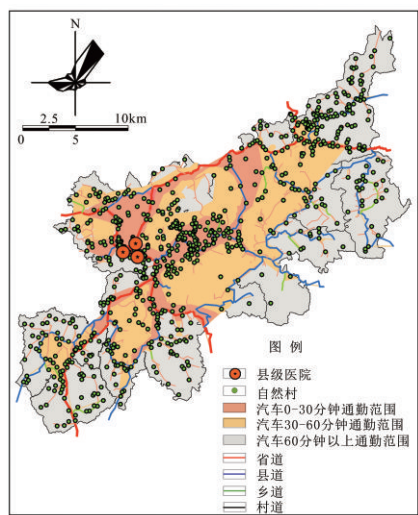 N
2.5 10km
0 5
图 例
县级医院
自然村
汽车0-30分钟通勤范围
汽车30-60分钟通勤范围
汽车60分钟以上通勤范围
省道
县道
乡道
村道